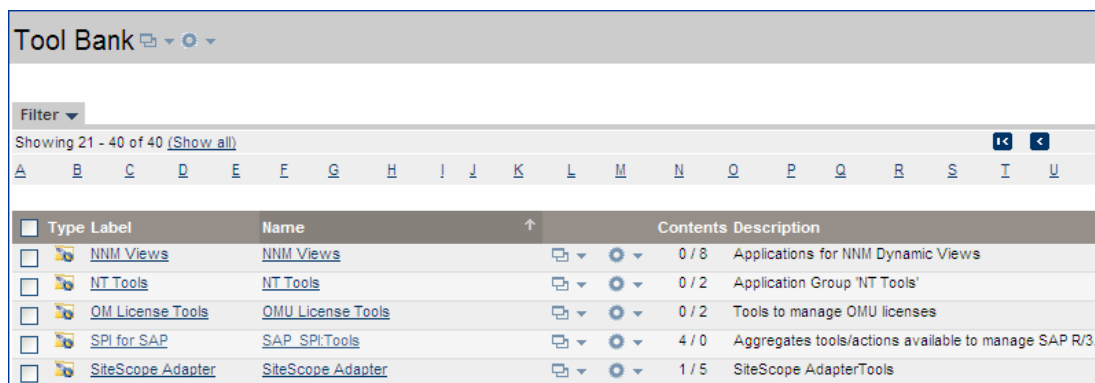 Tool Bank
Filter
Showing 21 - 40 of 40 (Show all)
A B C D E F G H I J K L M N O P Q R S T U
Type Label Name Contents Description
NNM Views NNM Views 0 / 8 Applications for NNM Dynamic Views
NT Tools NT Tools 0 / 2 Application Group 'NT Tools'
OM License Tools OMU License Tools 0 / 2 Tools to manage OMU licenses
SPI for SAP SAP_SPI:Tools 4 / 0 Aggregates tools/actions available to manage SAP R/3
SiteScope Adapter SiteScope Adapter 1 / 5 SiteScope AdapterTools